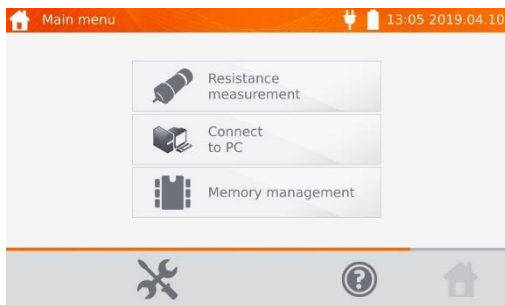 Main menu 13:05 2019.04.10
Resistance
measurement
Connect
to PC
Memory management
?